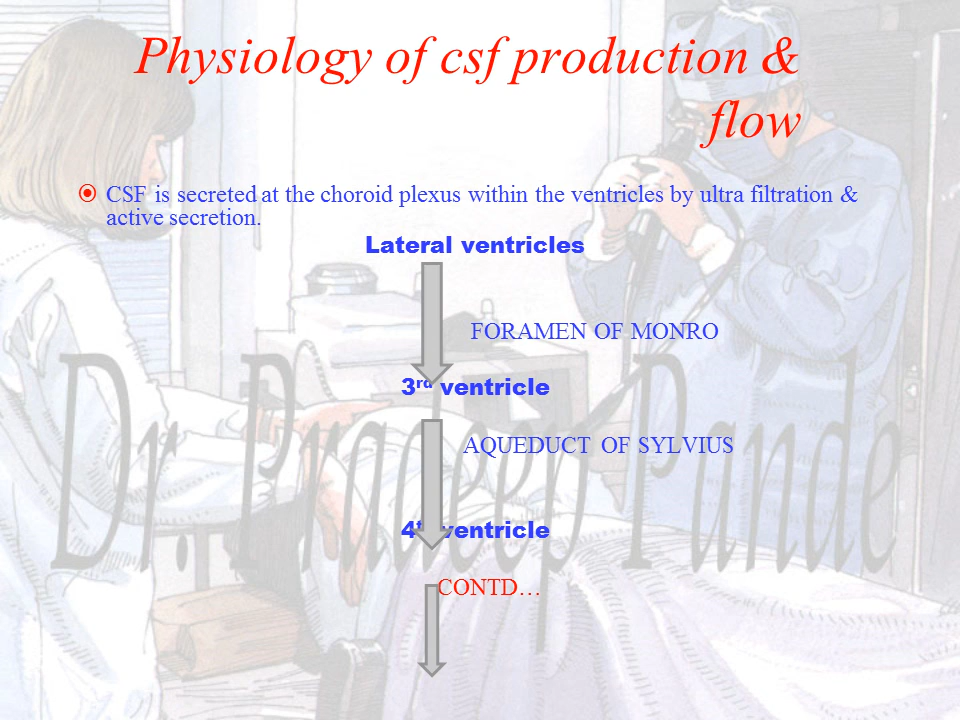 Physiology of csf production &
flow
CSF is secreted at the choroid plexus within the ventricles by ultra filtration &
active secretion.
Lateral ventricles
FORAMEN OF MONRO
3rd ventricle
AQUEDUCT OF SYLVIUS
4th ventricle
CONTD…
Dr. Pradeep Pande